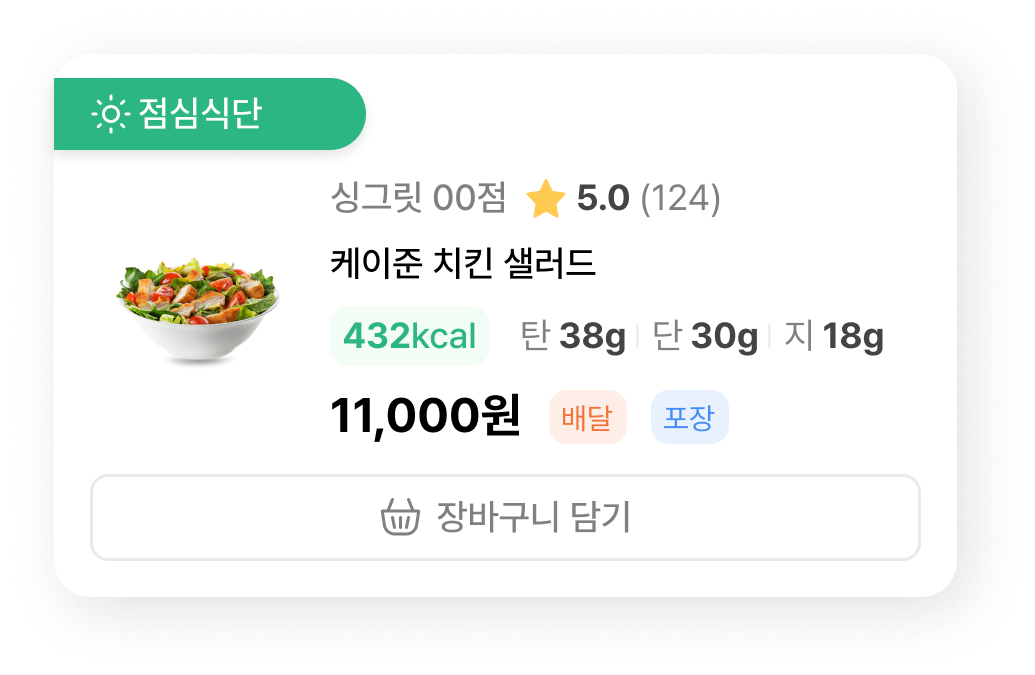 점심식단
싱그릿 00점 5.0 (124)
케이준 치킨 샐러드
432kcal 탄 38g 단 30g 지 18g
11,000원 배달 포장
장바구니 담기